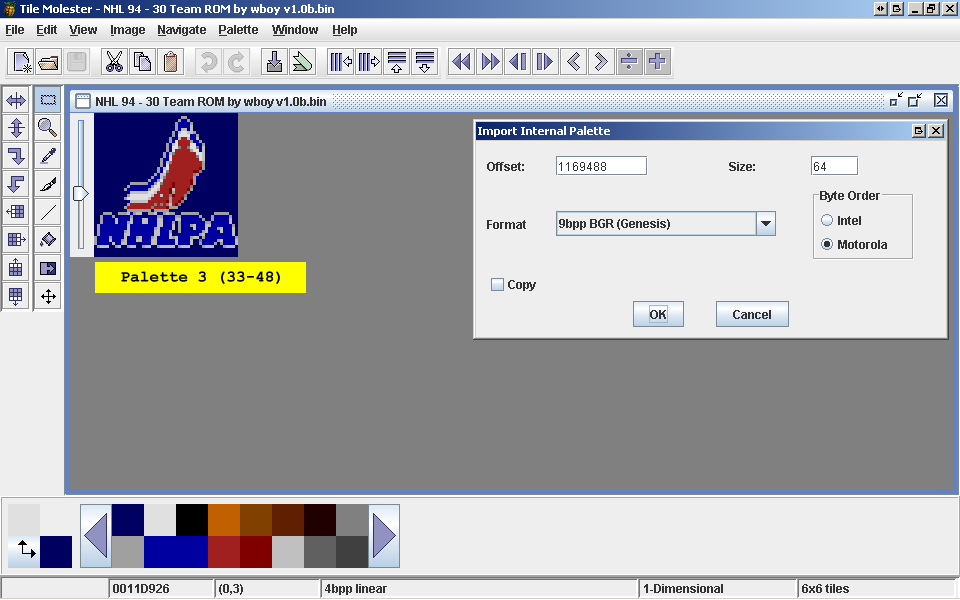 Tile Molester - NHL 94 - 30 Team ROM by wboy v1.0b.bin
File Edit View Image Navigate Palette Window Help
NHL 94 - 30 Team ROM by wboy v1.0b.bin
NHLPA
Palette 3 (33-48)
Import Internal Palette
Offset: 1169488 Size: 64
Byte Order
Format 9bpp BGR (Genesis) Intel
Motorola
Copy
OK Cancel
0011D926 (0,3) 4bpp linear 1-Dimensional 6x6 tiles